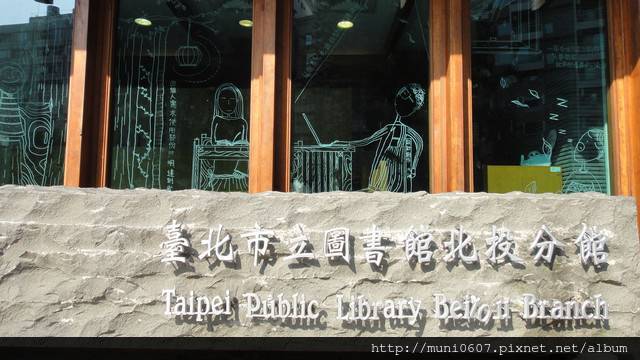 臺北市立圖書館北投分館
Taipei Public Library Beitou Branch
http://muni0607.pixnet.net/album